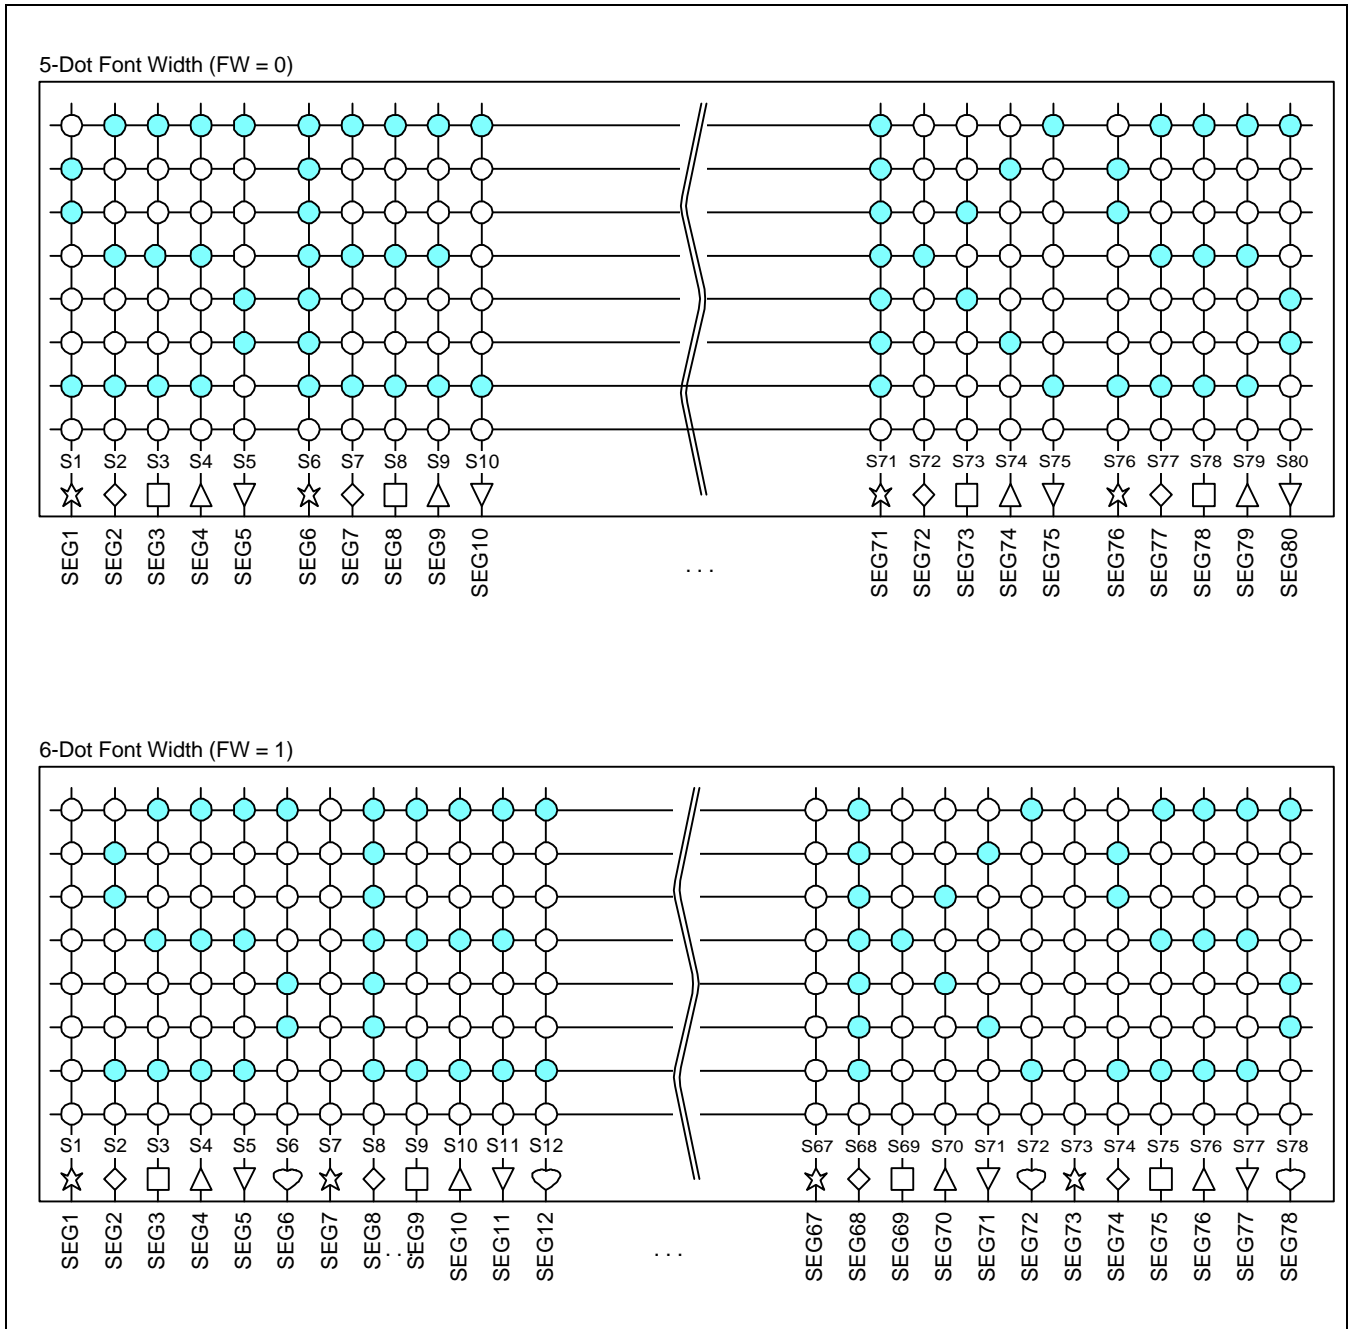 5-Dot Font Width (FW = 0)
S1 S2 S3 S4 S5 S6 S7 S8 S9 S10 S71 S72 S73 S74 S75 S76 S77 S78 S79 S80
SEG1 SEG2 SEG3 SEG4 SEG5 SEG6 SEG7 SEG8 SEG9 SEG10 . . . SEG71 SEG72 SEG73 SEG74 SEG75 SEG76 SEG77 SEG78 SEG79 SEG80
6-Dot Font Width (FW = 1)
S1 S2 S3 S4 S5 S6 S7 S8 S9 S10 S11 S12 S67 S68 S69 S70 S71 S72 S73 S74 S75 S76 S77 S78
SEG1 SEG2 SEG3 SEG4 SEG5 SEG6 SEG7 SEG8 . . . SEG9 SEG10 SEG11 SEG12 . . . SEG67 SEG68 SEG69 SEG70 SEG71 SEG72 SEG73 SEG74 SEG75 SEG76 SEG77 SEG78